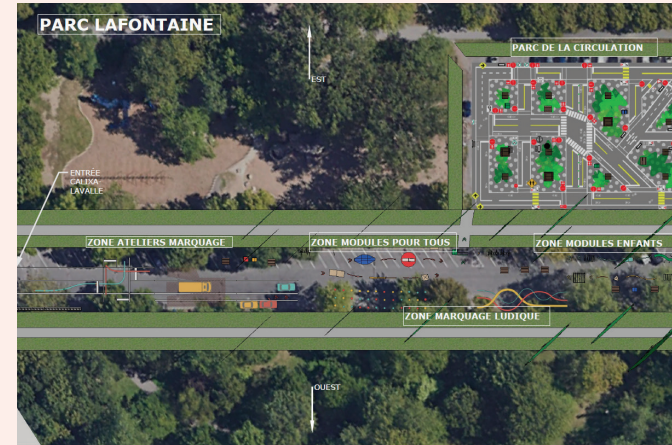 PARC LAFONTAINE
PARC DE LA CIRCULATION
EST
ENTRÉE
CALIXA-
LAVALLE
ZONE ATELIERS MARQUAGE
ZONE MODULES POUR TOUS
ZONE MODULES ENFANTS
ZONE MARQUAGE LUDIQUE
OUEST